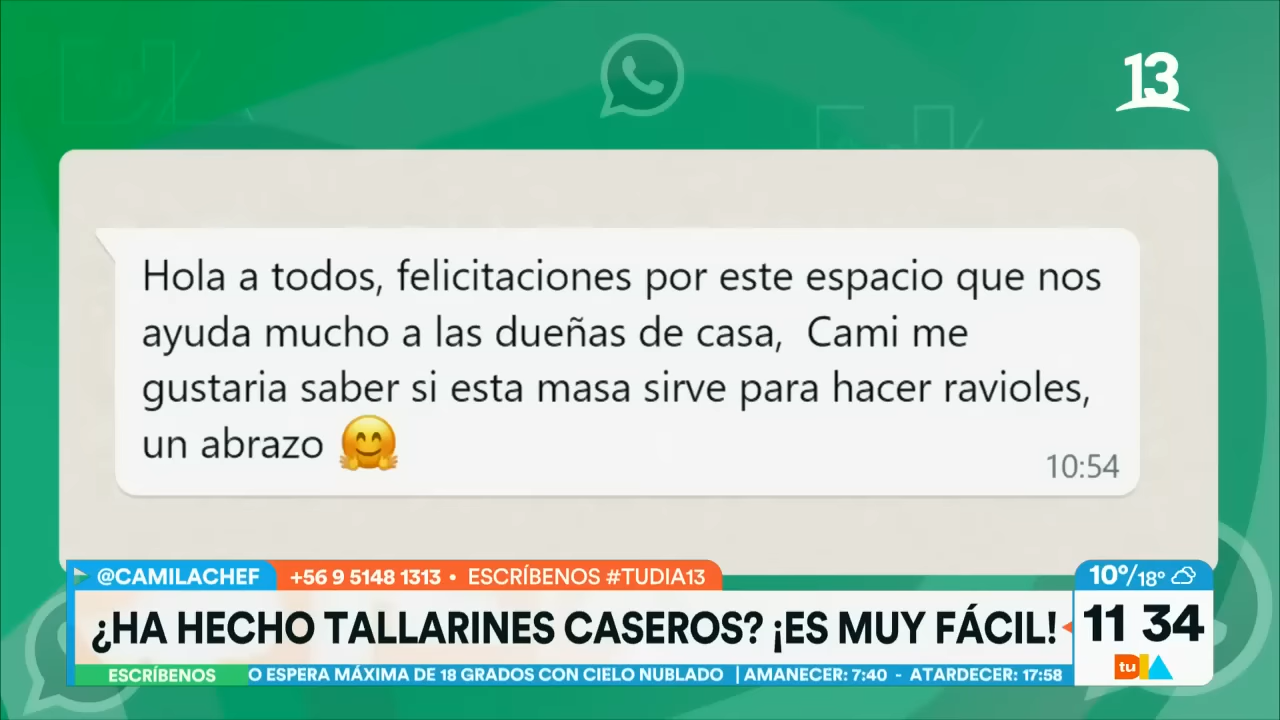 13
Hola a todos, felicitaciones por este espacio que nos
ayuda mucho a las dueñas de casa,  Cami me
gustaria saber si esta masa sirve para hacer ravioles,
un abrazo 🤗
10:54
@CAMILACHEF
+56 9 5148 1313 • ESCRÍBENOS #TUDIA13
10°/18°
¿HA HECHO TALLARINES CASEROS? ¡ES MUY FÁCIL!
11 34
ESCRÍBENOS
O ESPERA MÁXIMA DE 18 GRADOS CON CIELO NUBLADO | AMANECER: 7:40 - ATARDECER: 17:58
tu DÍA